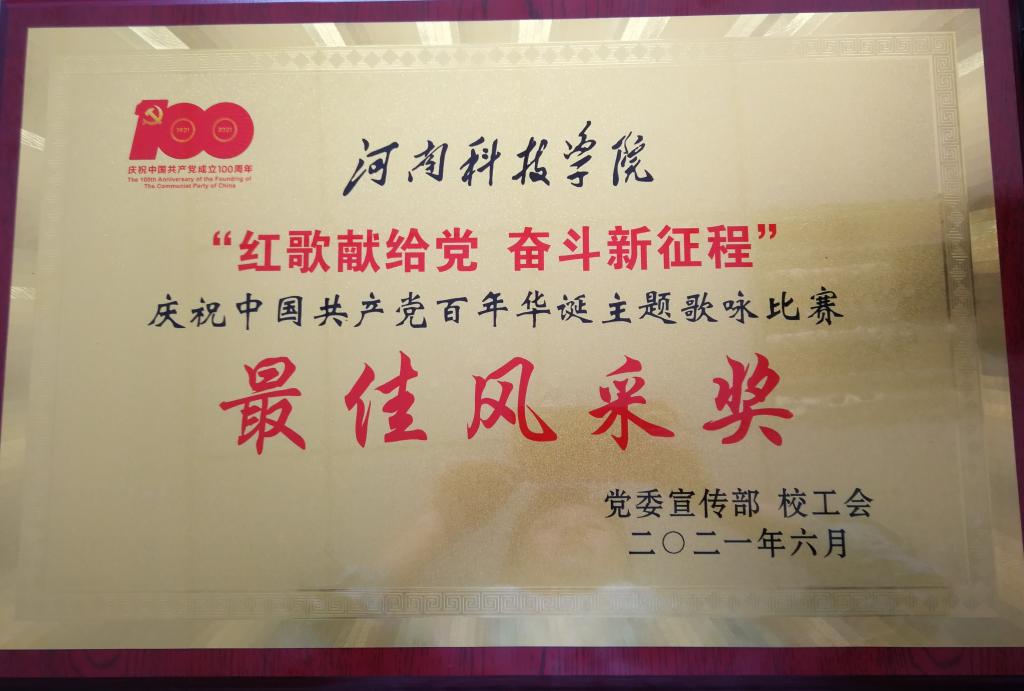 100
1921 2021
庆祝中国共产党成立100周年
The 100th Anniversary of the Founding of
The Communist Party of China
河南科技学院
“红歌献给党 奋斗新征程”
庆祝中国共产党百年华诞主题歌咏比赛
最佳风采奖
党委宣传部 校工会
二〇二一年六月